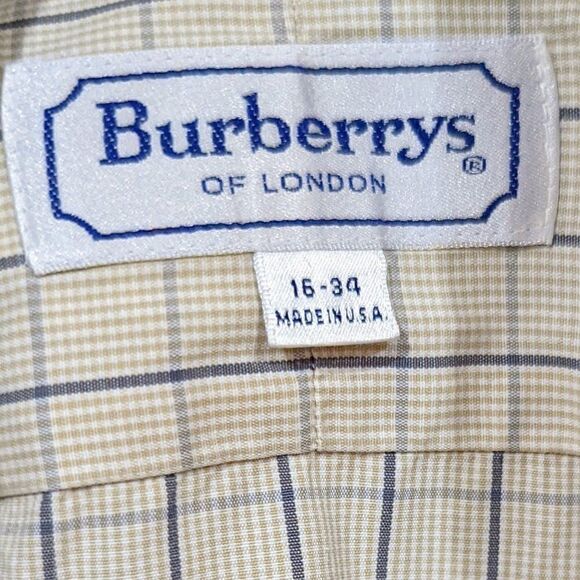 Burberrys®
OF LONDON
16-34
MADE IN U.S.A.